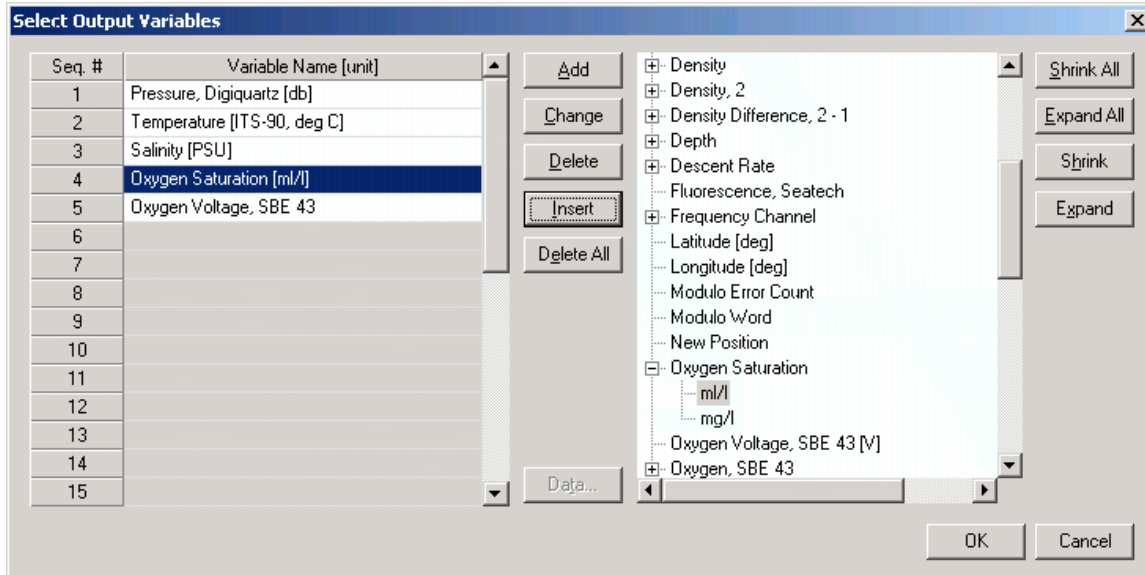 Select Output Variables
Seq. # Variable Name [unit]
1 Pressure, Digiquartz [db]
2 Temperature [ITS-90, deg C]
3 Salinity [PSU]
4 Oxygen Saturation [ml/l]
5 Oxygen Voltage, SBE 43
6
7
8
9
10
11
12
13
14
15
Add
Change
Delete
Insert
Delete All
Data...
Density
Density, 2
Density Difference, 2 - 1
Depth
Descent Rate
Fluorescence, Seatech
Frequency Channel
Latitude [deg]
Longitude [deg]
Modulo Error Count
Modulo Word
New Position
Oxygen Saturation
ml/l
mg/l
Oxygen Voltage, SBE 43 [V]
Oxygen, SBE 43
Shrink All
Expand All
Shrink
Expand
OK
Cancel